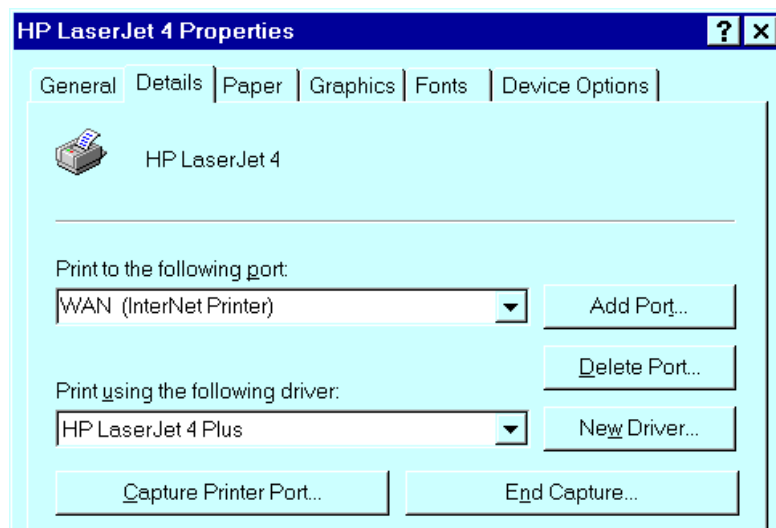 HP LaserJet 4 Properties
? ×
General Details Paper Graphics Fonts Device Options
HP LaserJet 4
Print to the following port:
WAN (InterNet Printer)
Add Port...
Delete Port...
Print using the following driver:
HP LaserJet 4 Plus
New Driver...
Capture Printer Port...
End Capture...